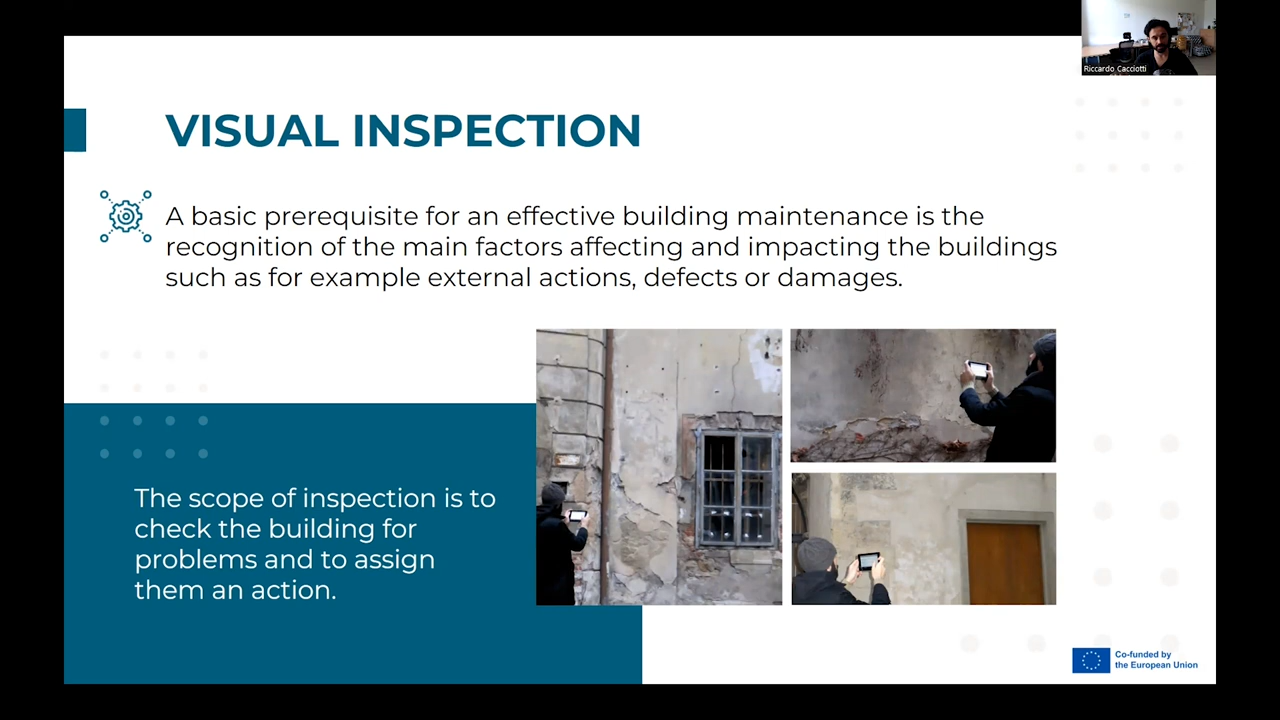 Riccardo Cacciotti
VISUAL INSPECTION
A basic prerequisite for an effective building maintenance is the
recognition of the main factors affecting and impacting the buildings
such as for example external actions, defects or damages.
The scope of inspection is to
check the building for
problems and to assign
them an action.
Co-funded by
the European Union